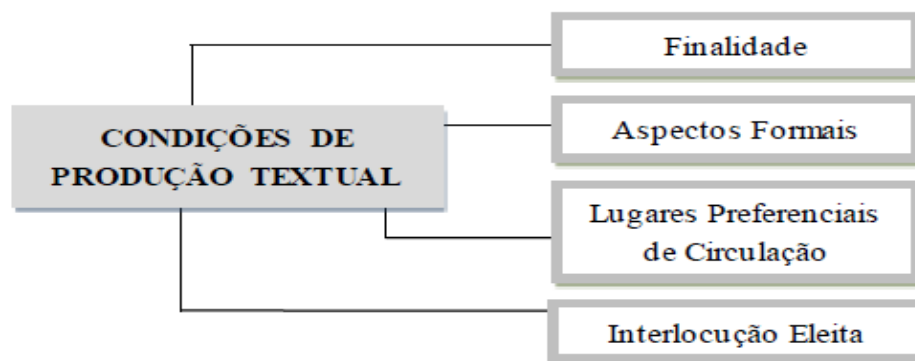 Finalidade
CONDIÇÕES DE
PRODUÇÃO TEXTUAL
Aspectos Formais
Lugares Preferenciais
de Circulação
Interlocução Eleita